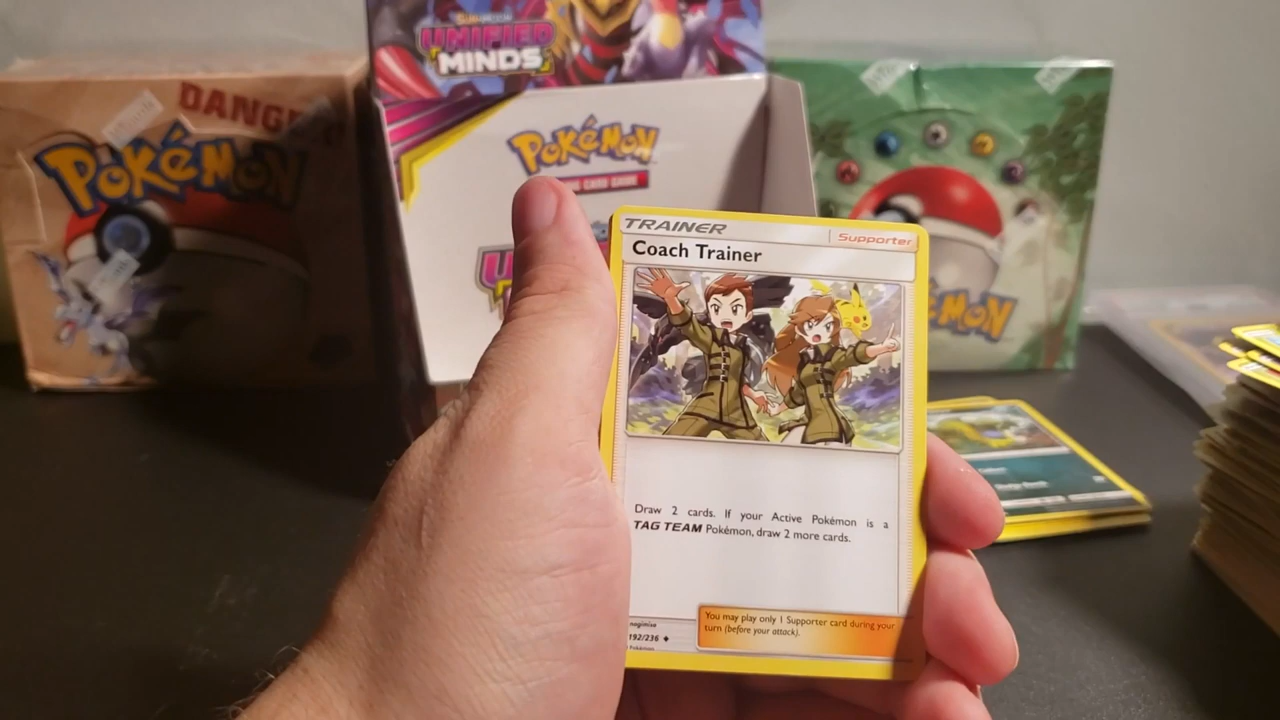 UNIFIED
MINDS
DANGE
POKéMON
POKéMON
TRAINER
Supporter
Coach Trainer
Draw 2 cards. If your Active Pokémon is a
TAG TEAM Pokémon, draw 2 more cards.
You may play only 1 Supporter card during your
turn (before your attack).
192/236
Pokémon